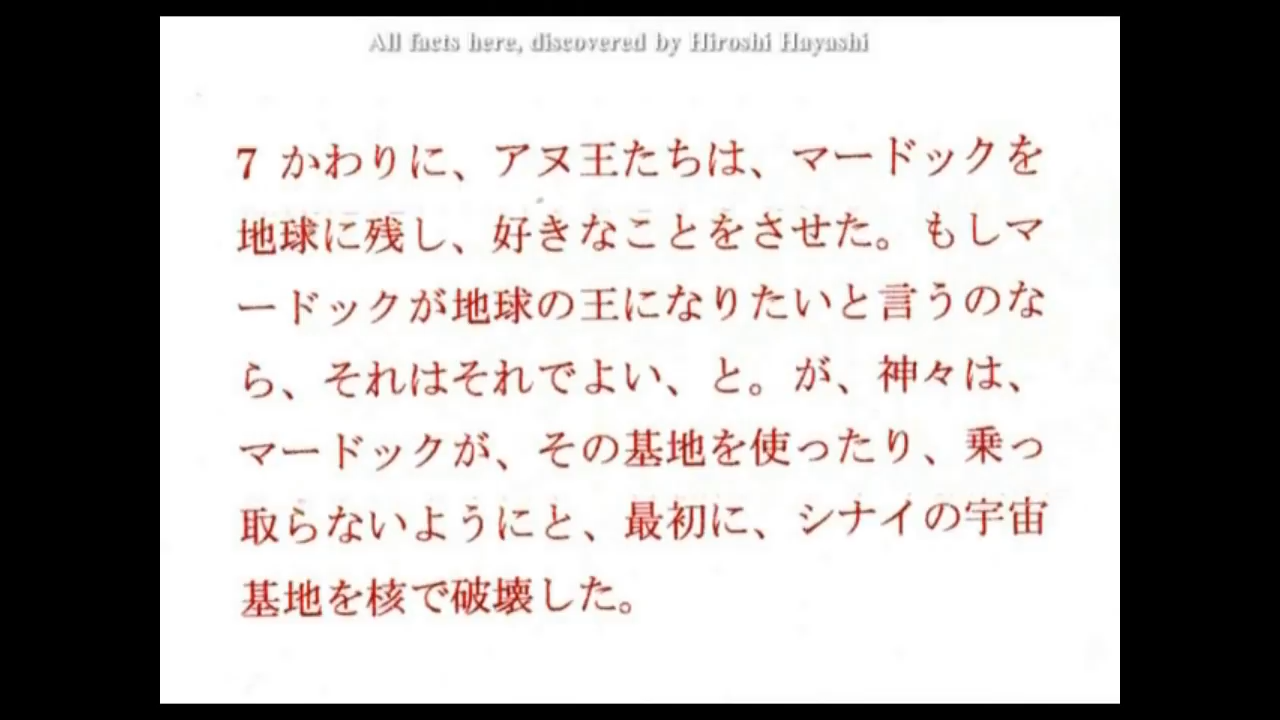 All facts here, discovered by Hiroshi Hayashi
7 かわりに、アヌ王たちは、マードックを
地球に残し、好きなことをさせた。もしマ
ードックが地球の王になりたいと言うのな
ら、それはそれでよい、と。が、神々は、
マードックが、その基地を使ったり、乗っ
取らないようにと、最初に、シナイの宇宙
基地を核で破壊した。